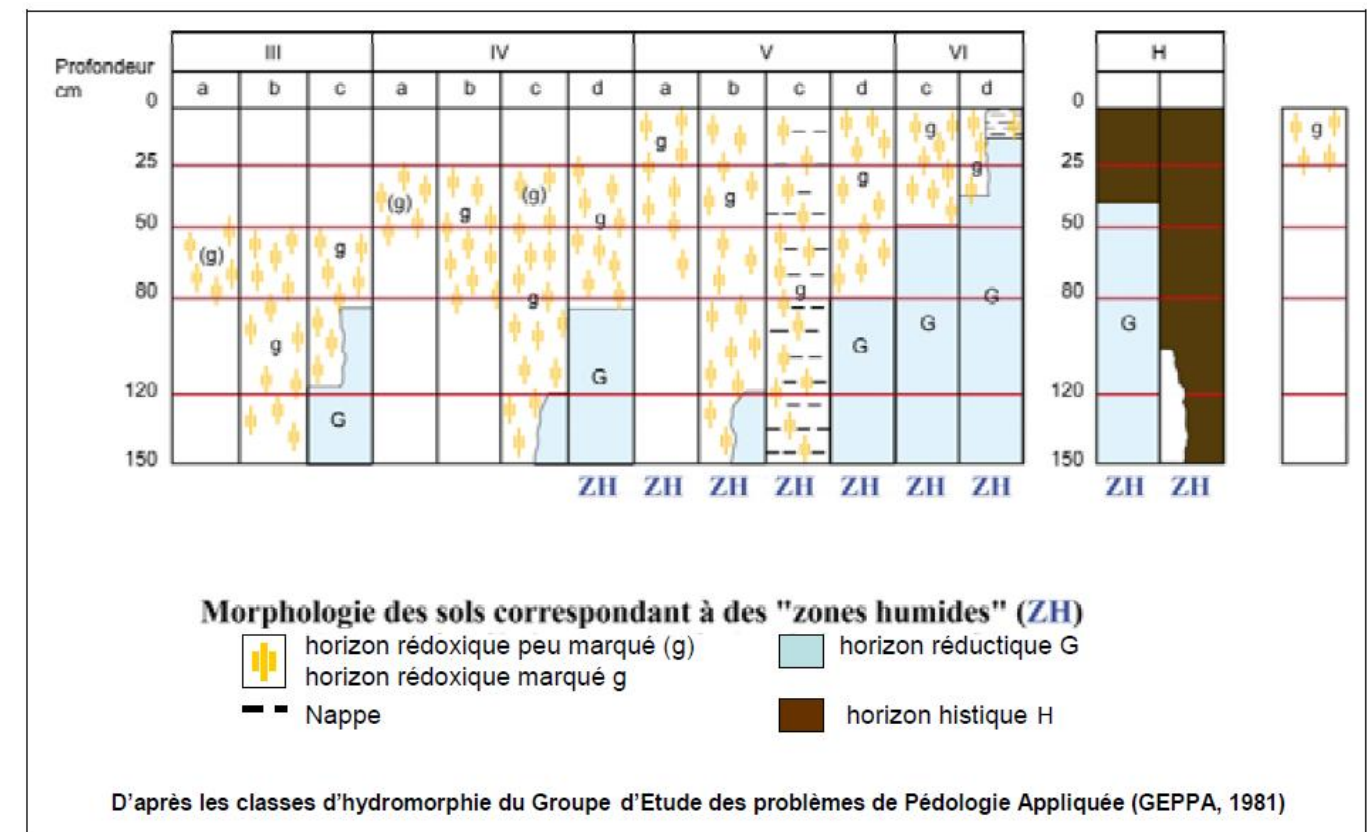 III IV V VI H
Profondeur
cm
a b c a b c d a b c d c d
0 0
g g g
25 25
(g) g (g) g g g g
50 50
(g) g g
80 g g G 80
g G G G G
120 120
G
150 150
ZH ZH ZH ZH ZH ZH ZH ZH ZH
Morphologie des sols correspondant à des "zones humides" (ZH)
horizon rédoxique peu marqué (g) horizon réductique G
horizon rédoxique marqué g
Nappe horizon histique H
D'après les classes d'hydromorphie du Groupe d'Etude des problèmes de Pédologie Appliquée (GEPPA, 1981)